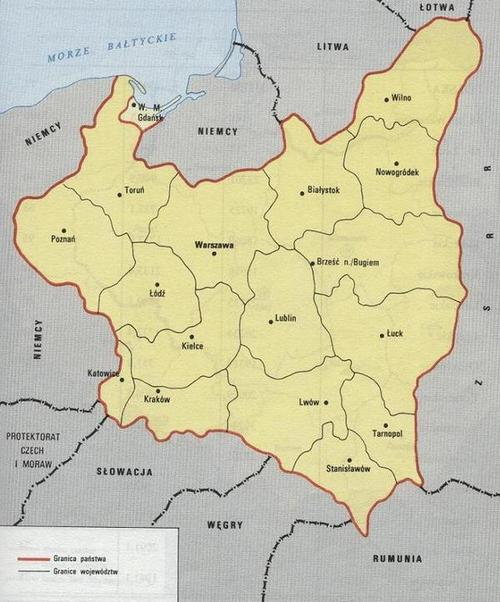 ŁOTWA
MORZE BAŁTYCKIE
LITWA
W. M.
Gdańsk
NIEMCY
NIEMCY
Wilno
Nowogródek
Białystok
Toruń
Poznań
Warszawa
Brześć n./Bugiem
Z S R R
Łódź
Lublin
Łuck
NIEMCY
Kielce
Katowice
Kraków
Lwów
Tarnopol
PROTEKTORAT
CZECH
I MORAW
SŁOWACJA
Stanisławów
WĘGRY
RUMUNIA
Granica państwa
Granice województw